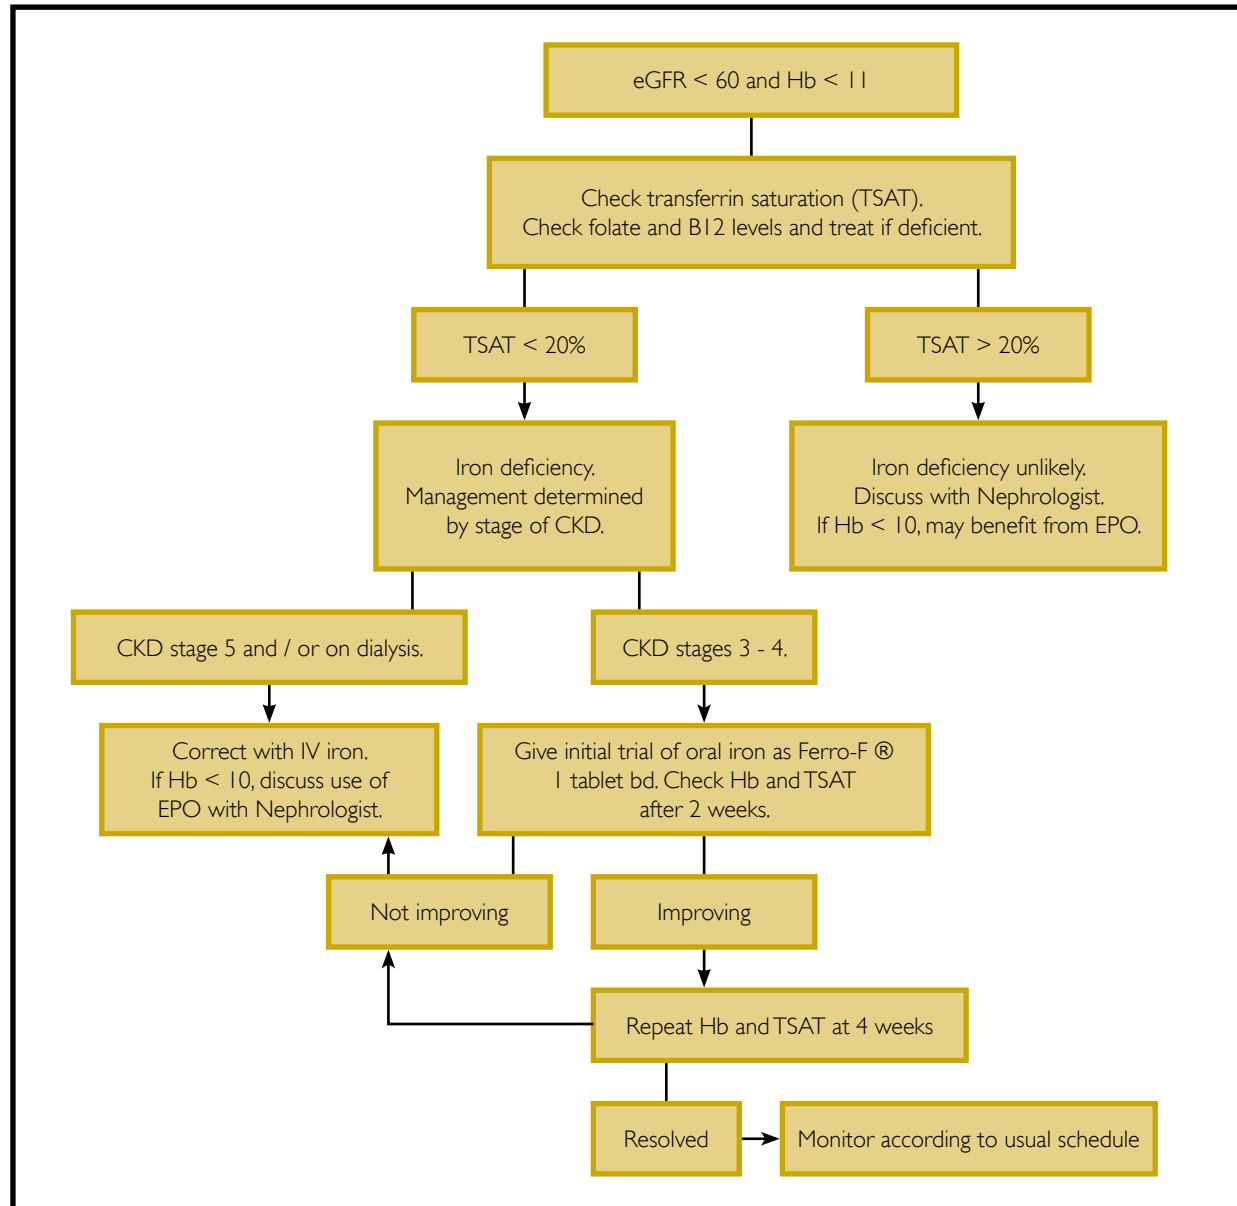 eGFR < 60 and Hb < 11
Check transferrin saturation (TSAT).
Check folate and B12 levels and treat if deficient.
TSAT < 20%
TSAT > 20%
Iron deficiency.
Management determined
by stage of CKD.
Iron deficiency unlikely.
Discuss with Nephrologist.
If Hb < 10, may benefit from EPO.
CKD stage 5 and / or on dialysis.
CKD stages 3 - 4.
Correct with IV iron.
If Hb < 10, discuss use of
EPO with Nephrologist.
Give initial trial of oral iron as Ferro-F ®
1 tablet bd. Check Hb and TSAT
after 2 weeks.
Not improving
Improving
Repeat Hb and TSAT at 4 weeks
Resolved
Monitor according to usual schedule